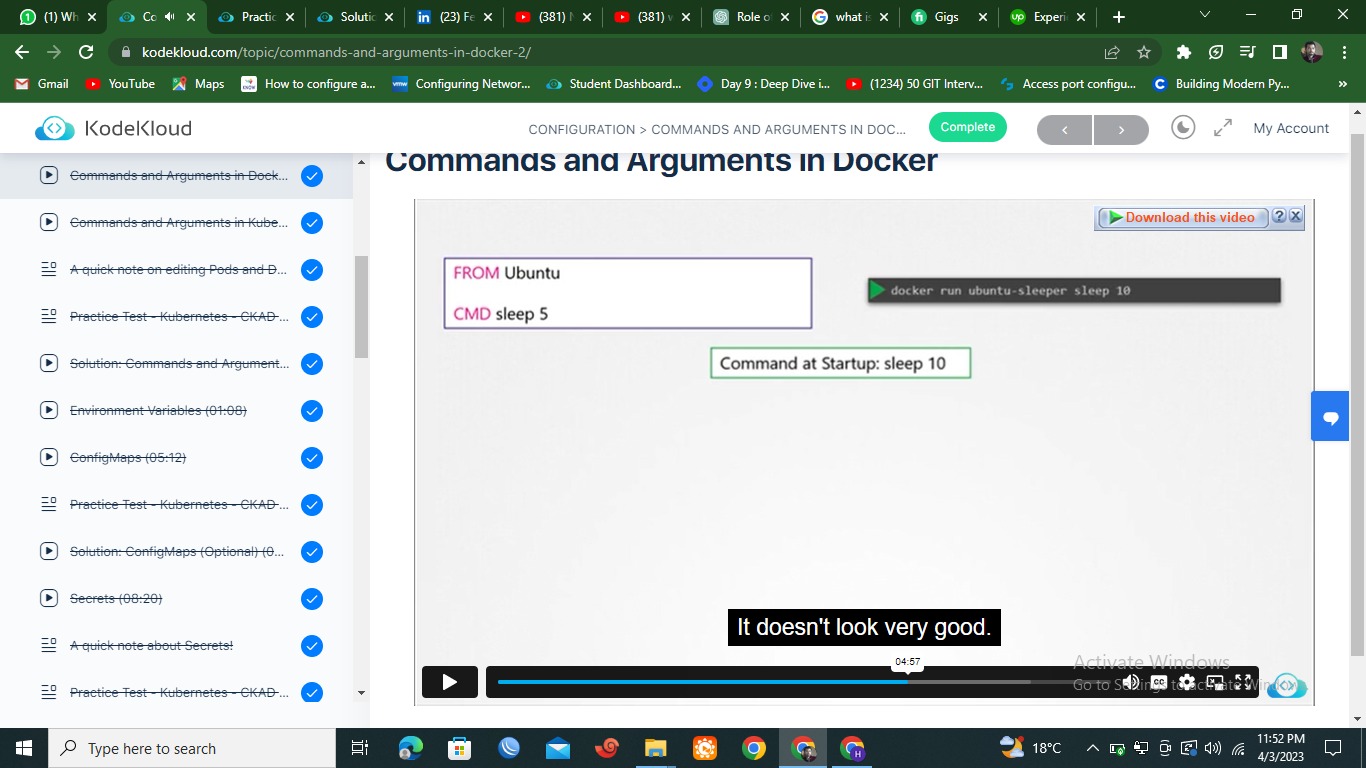 (1) Wh
Co
Practic
Solutic
in (23) Fe
(381) N
(381) w
Role o
what is
fi Gigs
up Experi
kodekloud.com/topic/commands-and-arguments-in-docker-2/
Gmail
YouTube
Maps
How to configure a...
vmw Configuring Networ...
Student Dashboard...
Day 9 : Deep Dive i...
(1234) 50 GIT Interv...
Access port configu...
C Building Modern Py...
»
KodeKloud
CONFIGURATION > COMMANDS AND ARGUMENTS IN DOC...
Complete
My Account
Commands and Arguments in Dock...
Commands and Arguments in Kube...
A quick note on editing Pods and D...
Practice Test - Kubernetes - CKAD ...
Solution: Commands and Argument...
Environment Variables (01:08)
ConfigMaps (05:12)
Practice Test - Kubernetes - CKAD ...
Solution: ConfigMaps (Optional) (0...
Secrets (08:20)
A quick note about Secrets!
Practice Test - Kubernetes - CKAD ...
Commands and Arguments in Docker
Download this video ? X
FROM Ubuntu
CMD sleep 5
docker run ubuntu-sleeper sleep 10
Command at Startup: sleep 10
It doesn't look very good.
04:57
CC
Activate Windows
Go to Settings to activate Windows.
Type here to search
18°C
11:52 PM
4/3/2023